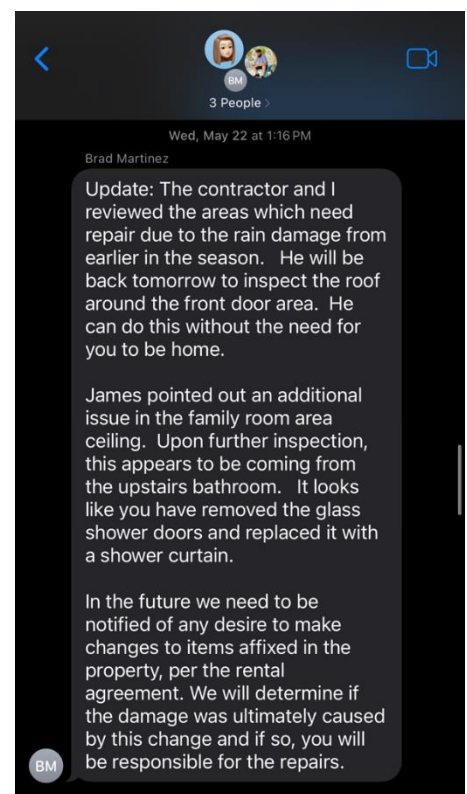 BM
3 People >
Wed, May 22 at 1:16 PM
Brad Martinez
Update: The contractor and I
reviewed the areas which need
repair due to the rain damage from
earlier in the season.   He will be
back tomorrow to inspect the roof
around the front door area.  He
can do this without the need for
you to be home.
James pointed out an additional
issue in the family room area
ceiling.  Upon further inspection,
this appears to be coming from
the upstairs bathroom.   It looks
like you have removed the glass
shower doors and replaced it with
a shower curtain.
In the future we need to be
notified of any desire to make
changes to items affixed in the
property, per the rental
agreement. We will determine if
the damage was ultimately caused
by this change and if so, you will
be responsible for the repairs.
BM